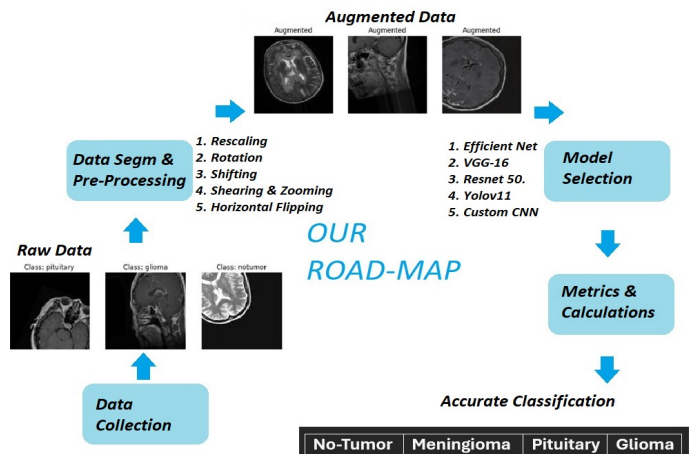 Augmented Data
Augmented
Augmented
Augmented
1. Rescaling
2. Rotation
3. Shifting
4. Shearing & Zooming
5. Horizontal Flipping
Data Segm &
Pre-Processing
1. Efficient Net
2. VGG-16
3. Resnet 50.
4. Yolov11
5. Custom CNN
Model
Selection
OUR
ROAD-MAP
Raw Data
Class: pituitary
Class: glioma
Class: notumor
Metrics &
Calculations
Data
Collection
Accurate Classification
No-Tumor
Meningioma
Pituitary
Glioma